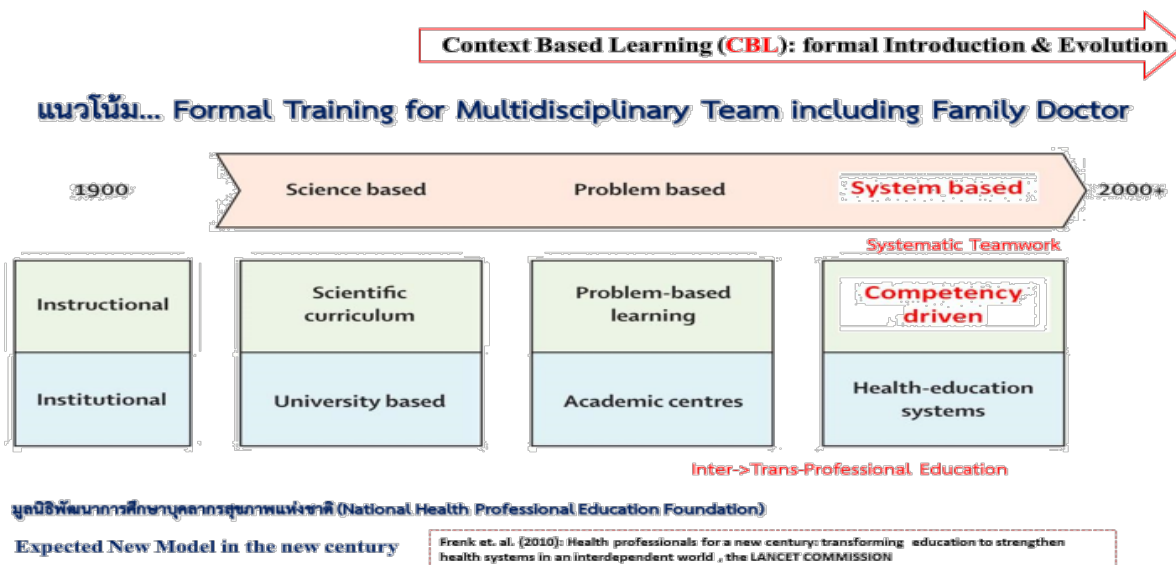 Context Based Learning (CBL): formal Introduction & Evolution
แนวโน้ม... Formal Training for Multidisciplinary Team including Family Doctor
1900
Science based
Problem based
System based
2000+
Systematic Teamwork
Instructional
Scientific
curriculum
Problem-based
learning
Competency
driven
Institutional
University based
Academic centres
Health-education
systems
Inter->Trans-Professional Education
มูลนิธิพัฒนาการศึกษาบุคลากรสุขภาพแห่งชาติ (National Health Professional Education Foundation)
Expected New Model in the new century
Frenk et. al. (2010): Health professionals for a new century: transforming education to strengthen
health systems in an interdependent world , the LANCET COMMISSION